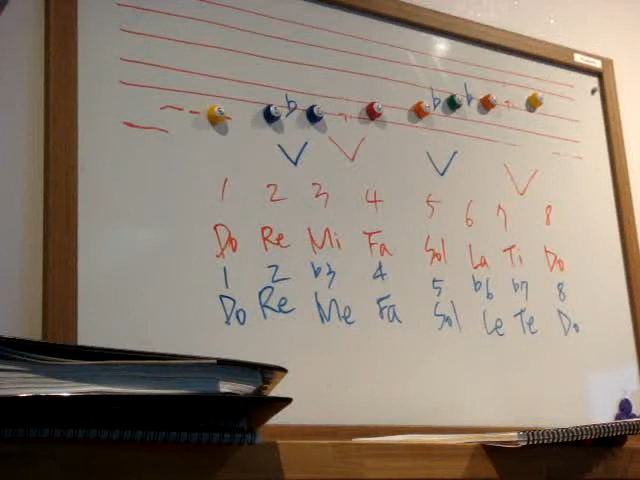 b b b
1 2 3 4 5 6 7 8
Do Re Mi Fa Sol La Ti Do
1 2 b3 4 5 b6 b7 8
Do Re Me Fa Sol Le Te Do